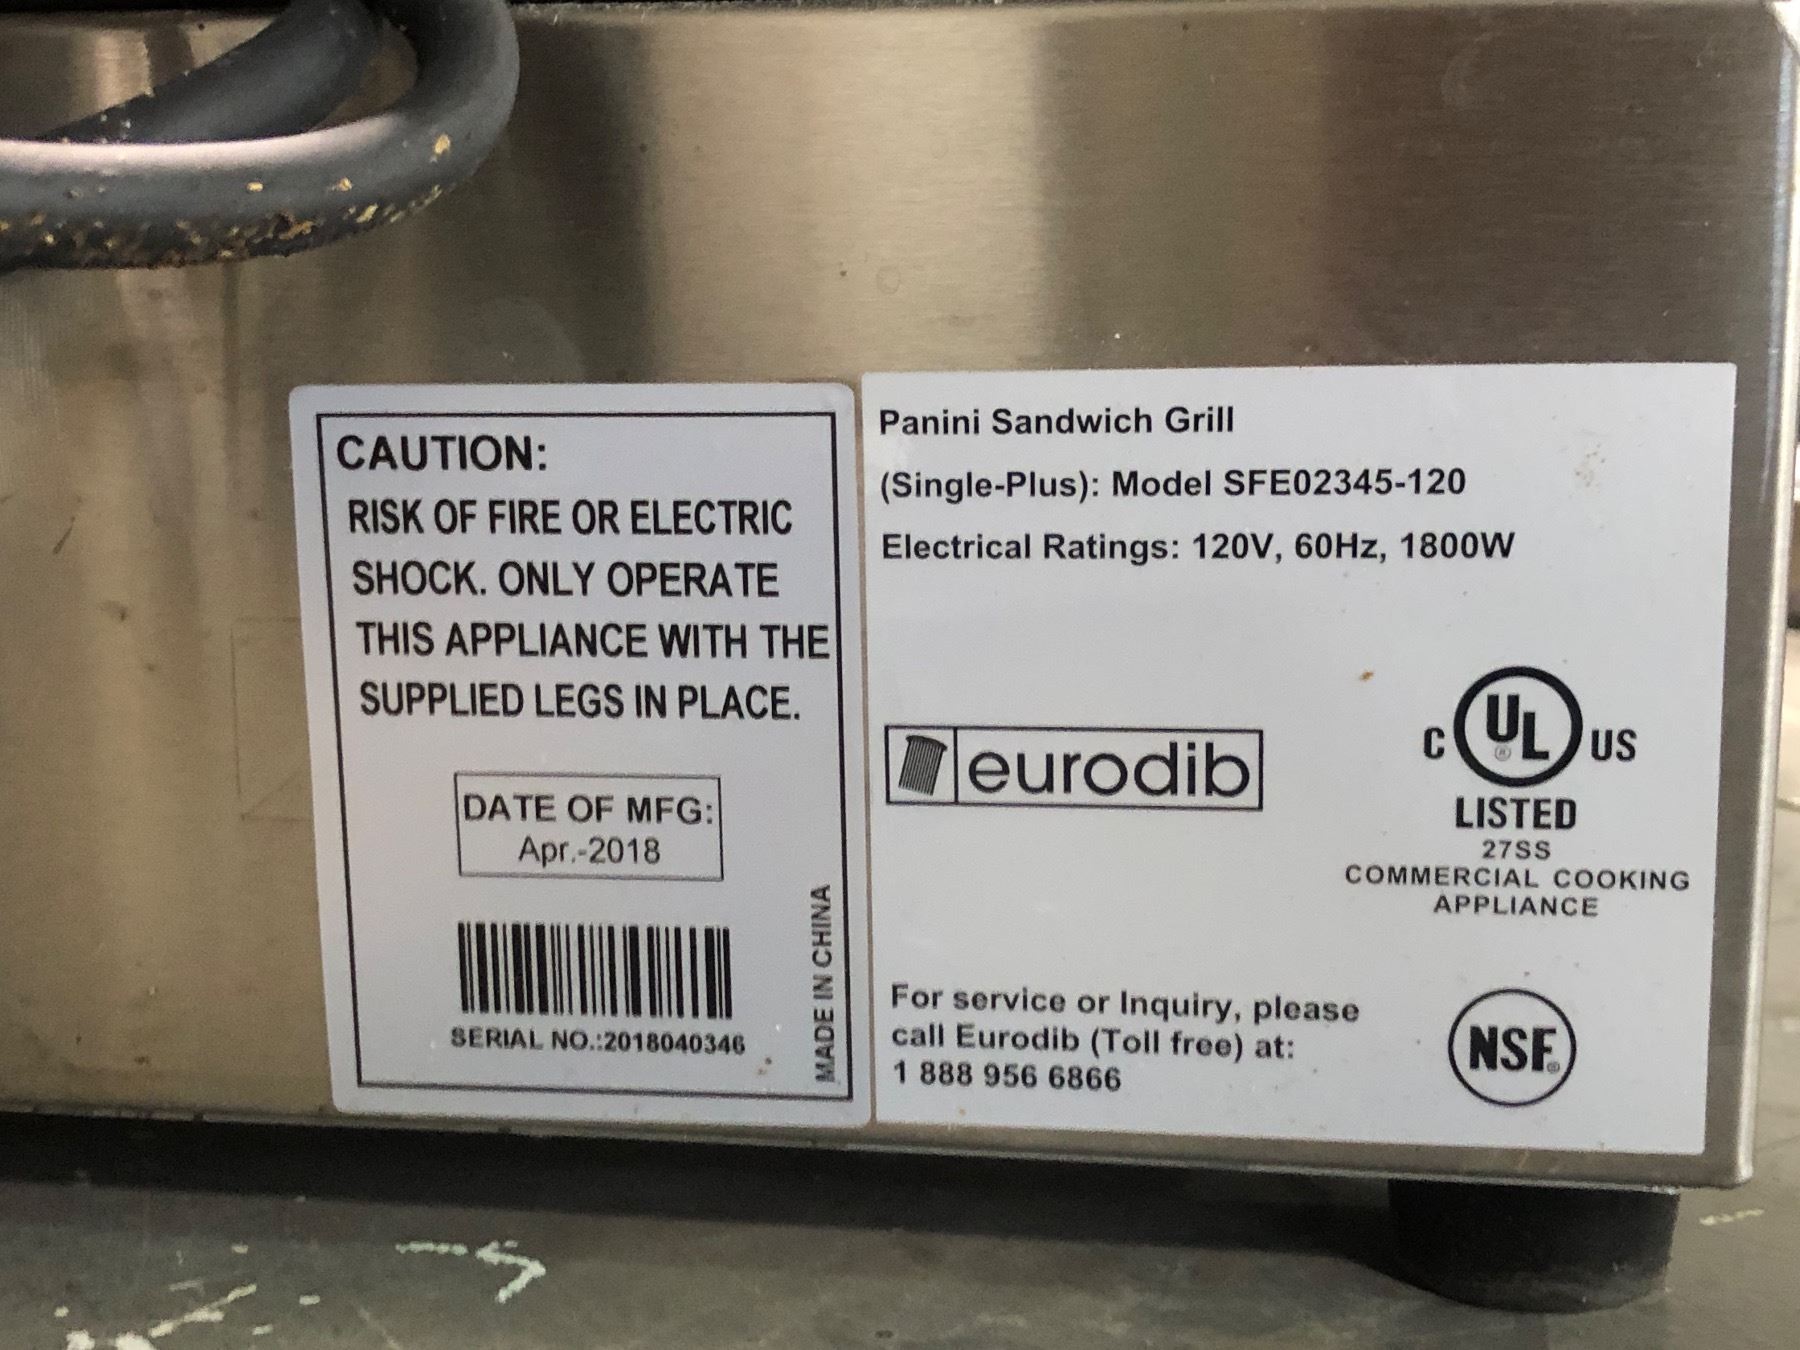 CAUTION:
RISK OF FIRE OR ELECTRIC
SHOCK. ONLY OPERATE
THIS APPLIANCE WITH THE
SUPPLIED LEGS IN PLACE.
DATE OF MFG:
Apr.-2018
SERIAL NO.:2018040346
MADE IN CHINA
Panini Sandwich Grill
(Single-Plus): Model SFE02345-120
Electrical Ratings: 120V, 60Hz, 1800W
eurodib
C UL® US
LISTED
27SS
COMMERCIAL COOKING
APPLIANCE
For service or Inquiry, please
call Eurodib (Toll free) at:
1 888 956 6866
NSF®